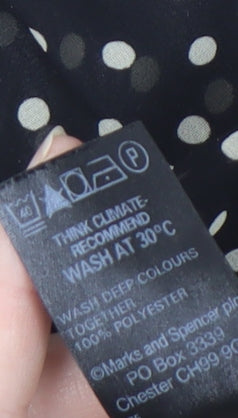 40 P
THINK CLIMATE-
RECOMMEND
WASH AT 30°C
WASH DEEP COLOURS
TOGETHER
100% POLYESTER
©Marks and Spencer plc
PO Box 3339
Chester CH99 9